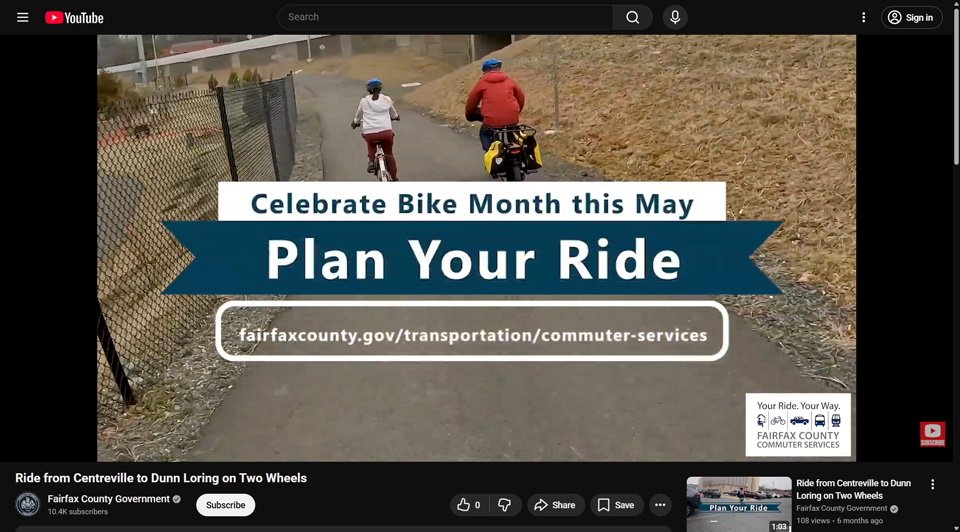 YouTube
Search
Sign in
Celebrate Bike Month this May
Plan Your Ride
fairfaxcounty.gov/transportation/commuter-services
Your Ride. Your Way.
FAIRFAX COUNTY
COMMUTER SERVICES
SUBSCRIBE
Ride from Centreville to Dunn Loring on Two Wheels
Fairfax County Government
10.4K subscribers
Subscribe
0
Share
Save
Plan Your Ride
1:03
Ride from Centreville to Dunn
Loring on Two Wheels
Fairfax County Government
108 views • 6 months ago